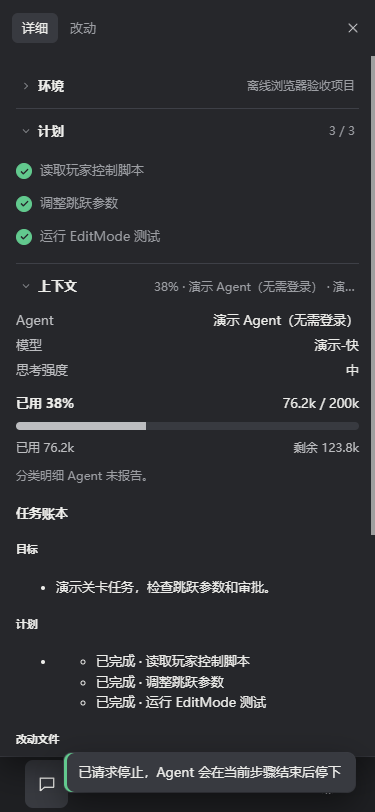 详细 改动
环境 离线浏览器验收项目
计划 3 / 3
读取玩家控制脚本
调整跳跃参数
运行 EditMode 测试
上下文 38% · 演示 Agent（无需登录） · 演...
Agent 演示 Agent（无需登录）
模型 演示-快
思考强度 中
已用 38% 76.2k / 200k
已用 76.2k 剩余 123.8k
分类明细 Agent 未报告。
任务账本
目标
演示关卡任务，检查跳跃参数和审批。
计划
已完成 · 读取玩家控制脚本
已完成 · 调整跳跃参数
已完成 · 运行 EditMode 测试
改动文件
已请求停止，Agent 会在当前步骤结束后停下